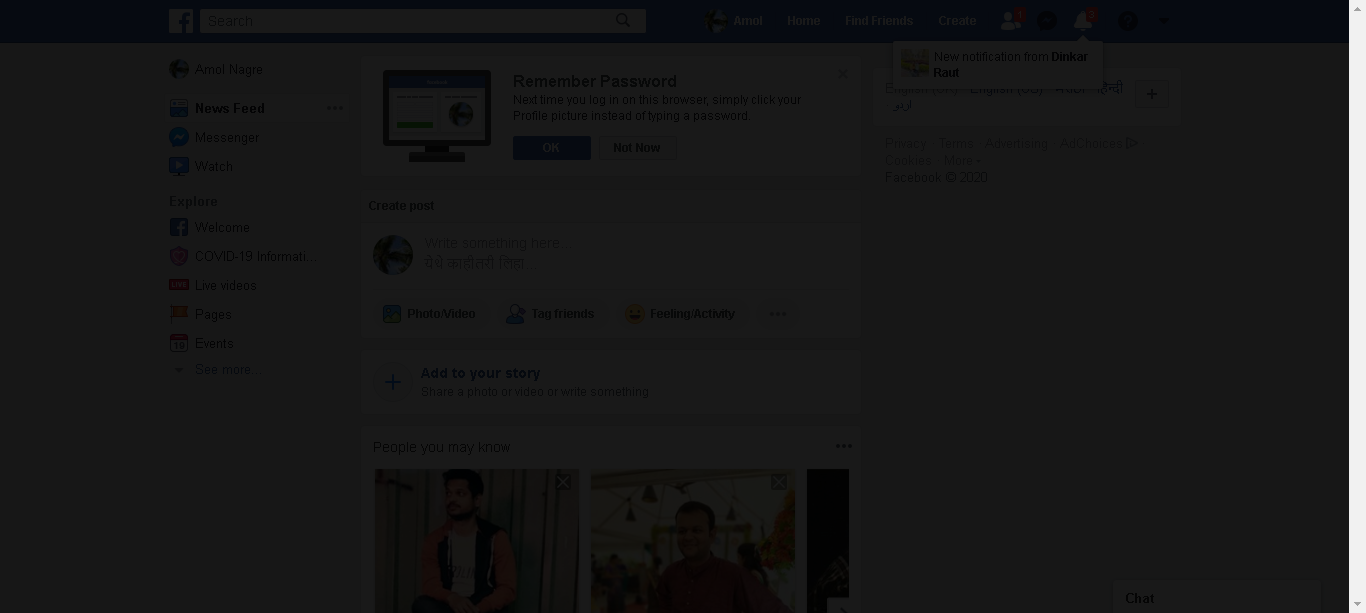 Search
Amol
Home
Find Friends
Create
1
3
New notification from Dinkar
Raut
Amol Nagre
News Feed
Messenger
Watch
Explore
Welcome
COVID-19 Informati...
Live videos
Pages
Events
See more...
Remember Password
Next time you log in on this browser, simply click your
Profile picture instead of typing a password.
OK
Not Now
Create post
Write something here...
येथे काहीतरी लिहा...
Photo/Video
Tag friends
Feeling/Activity
Add to your story
Share a photo or video or write something
People you may know
English (US)
हिन्दी
اردو
Privacy · Terms · Advertising · AdChoices
Cookies · More
Facebook © 2020
Chat